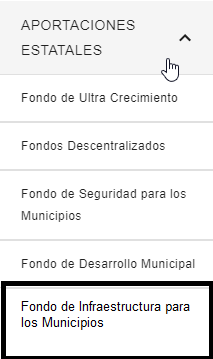 APORTACIONES
ESTATALES
Fondo de Ultra Crecimiento
Fondos Descentralizados
Fondo de Seguridad para los
Municipios
Fondo de Desarrollo Municipal
Fondo de Infraestructura para
los Municipios